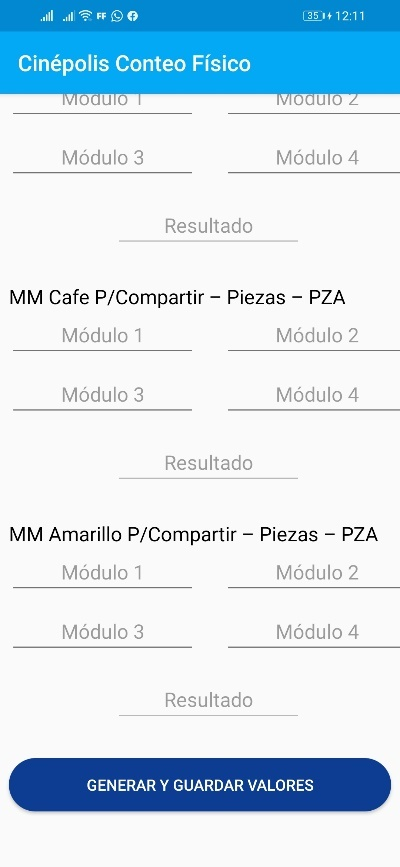 FF 35 12:11
Cinépolis Conteo Físico
Módulo 1 Módulo 2
Módulo 3 Módulo 4
Resultado
MM Cafe P/Compartir – Piezas – PZA
Módulo 1 Módulo 2
Módulo 3 Módulo 4
Resultado
MM Amarillo P/Compartir – Piezas – PZA
Módulo 1 Módulo 2
Módulo 3 Módulo 4
Resultado
GENERAR Y GUARDAR VALORES